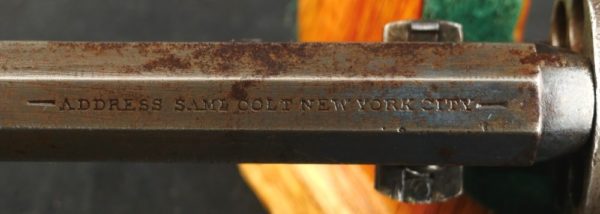 —ADDRESS SAML COLT NEW YORK CITY—